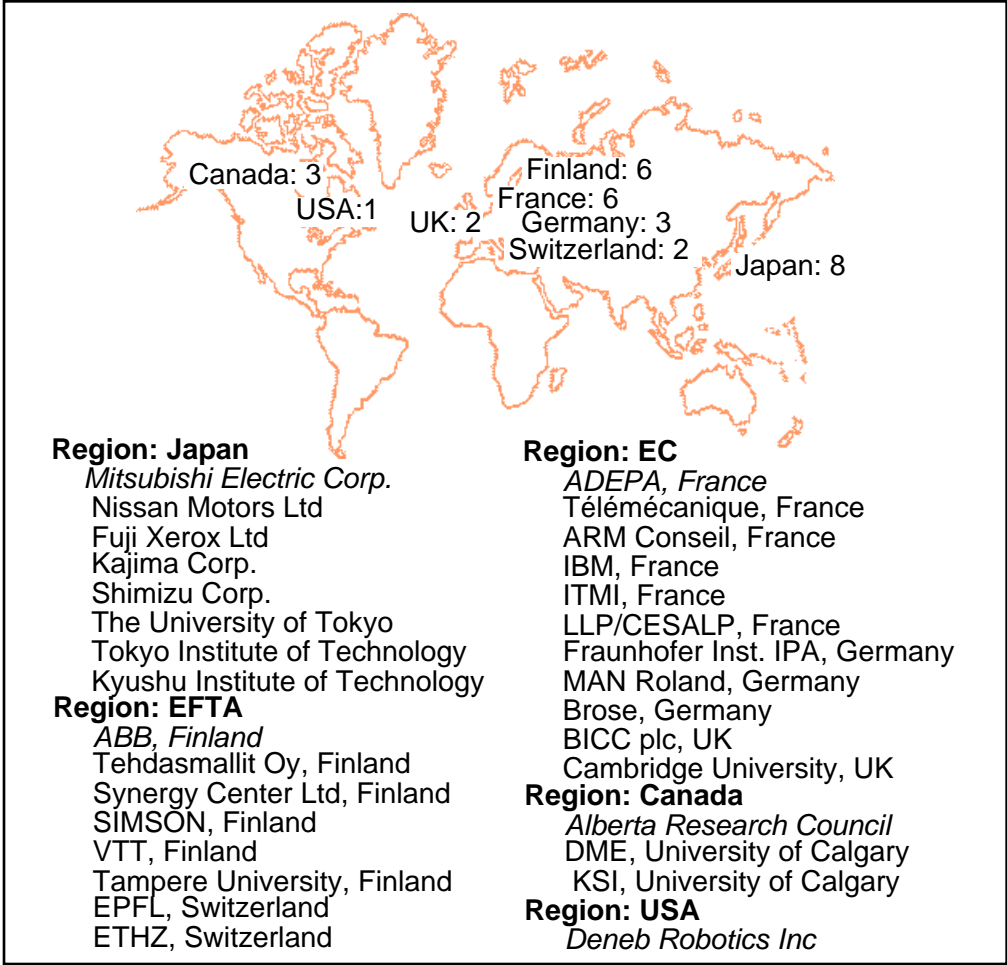 Canada: 3
USA:1
UK: 2
Finland: 6
France: 6
Germany: 3
Switzerland: 2
Japan: 8
Region: Japan
Mitsubishi Electric Corp.
Nissan Motors Ltd
Fuji Xerox Ltd
Kajima Corp.
Shimizu Corp.
The University of Tokyo
Tokyo Institute of Technology
Kyushu Institute of Technology
Region: EFTA
ABB, Finland
Tehdasmallit Oy, Finland
Synergy Center Ltd, Finland
SIMSON, Finland
VTT, Finland
Tampere University, Finland
EPFL, Switzerland
ETHZ, Switzerland
Region: EC
ADEPA, France
Télémécanique, France
ARM Conseil, France
IBM, France
ITMI, France
LLP/CESALP, France
Fraunhofer Inst. IPA, Germany
MAN Roland, Germany
Brose, Germany
BICC plc, UK
Cambridge University, UK
Region: Canada
Alberta Research Council
DME, University of Calgary
KSI, University of Calgary
Region: USA
Deneb Robotics Inc